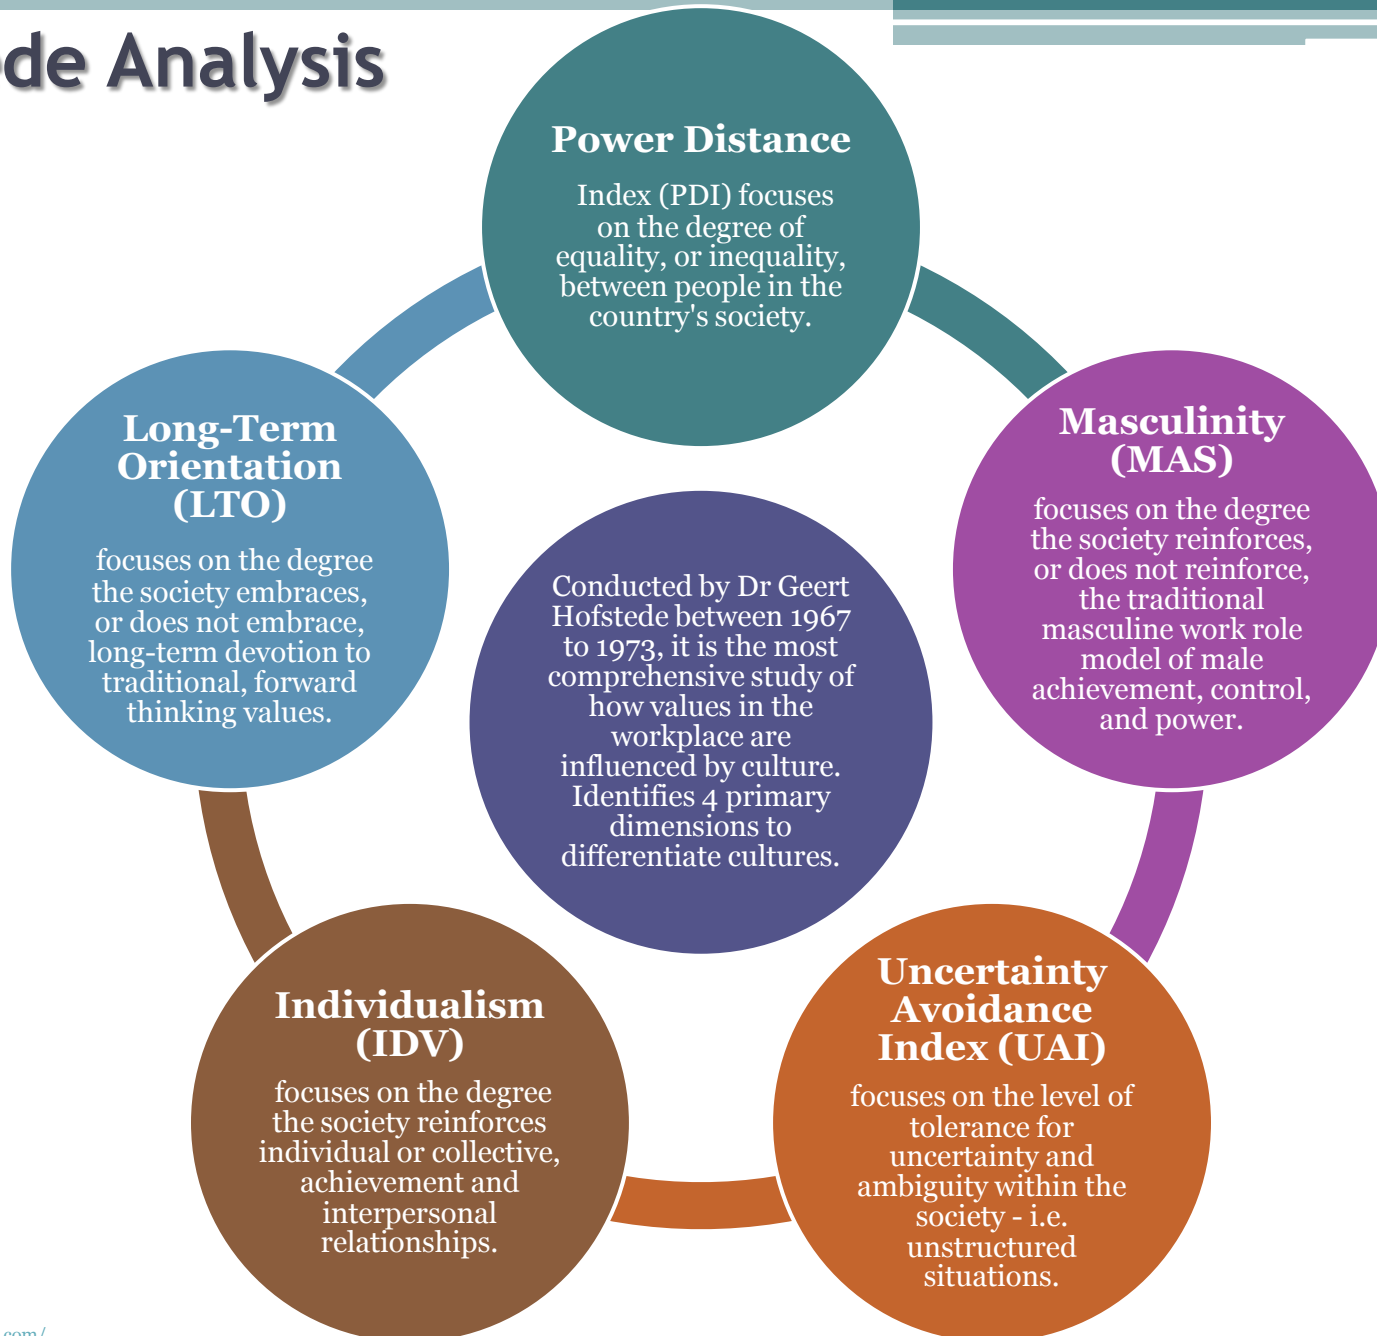 de Analysis
Power Distance
Index (PDI) focuses
on the degree of
equality, or inequality,
between people in the
country's society.
Masculinity
(MAS)
focuses on the degree
the society reinforces,
or does not reinforce,
the traditional
masculine work role
model of male
achievement, control,
and power.
Uncertainty
Avoidance
Index (UAI)
focuses on the level of
tolerance for
uncertainty and
ambiguity within the
society - i.e.
unstructured
situations.
Individualism
(IDV)
focuses on the degree
the society reinforces
individual or collective,
achievement and
interpersonal
relationships.
Long-Term
Orientation
(LTO)
focuses on the degree
the society embraces,
or does not embrace,
long-term devotion to
traditional, forward
thinking values.
Conducted by Dr Geert
Hofstede between 1967
to 1973, it is the most
comprehensive study of
how values in the
workplace are
influenced by culture.
Identifies 4 primary
dimensions to
differentiate cultures.
.com/